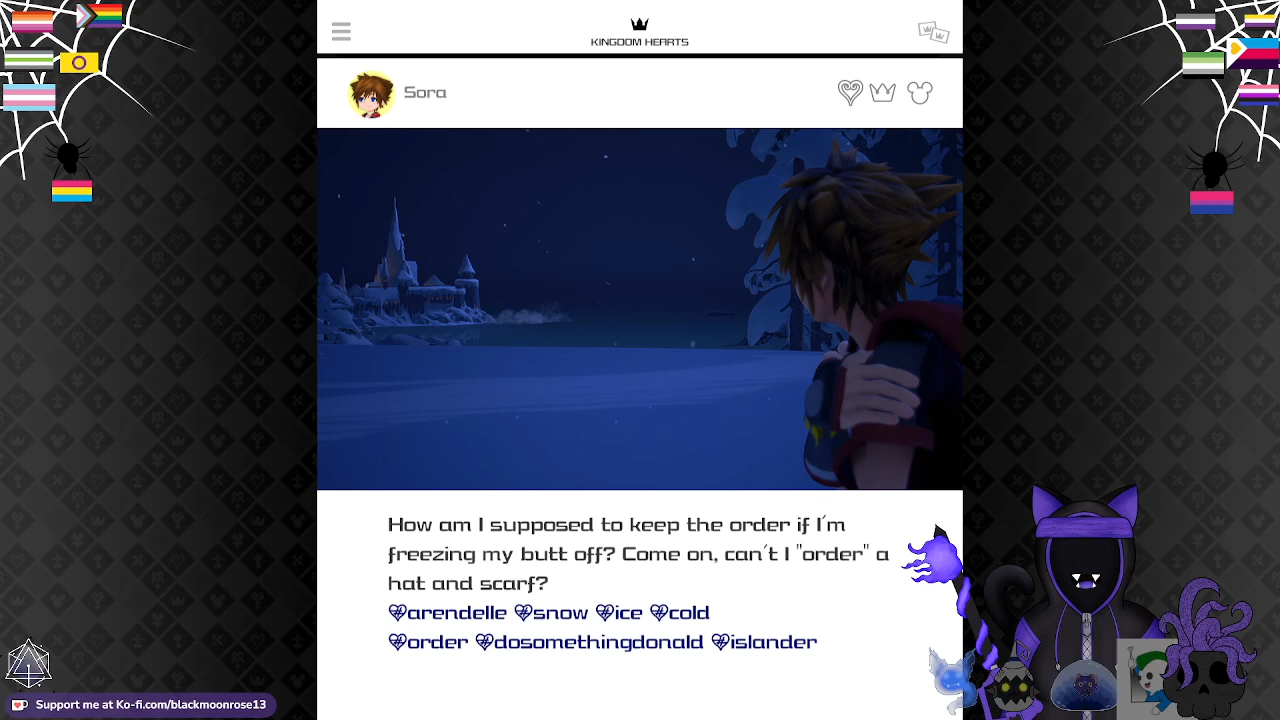 KINGDOM HEARTS
Sora
How am I supposed to keep the order if I'm
freezing my butt off? Come on, can't I "order" a
hat and scarf?
arendelle snow ice cold
order dosomethingdonald islander
Support me at Ko-fi.com/blackmoonrose13